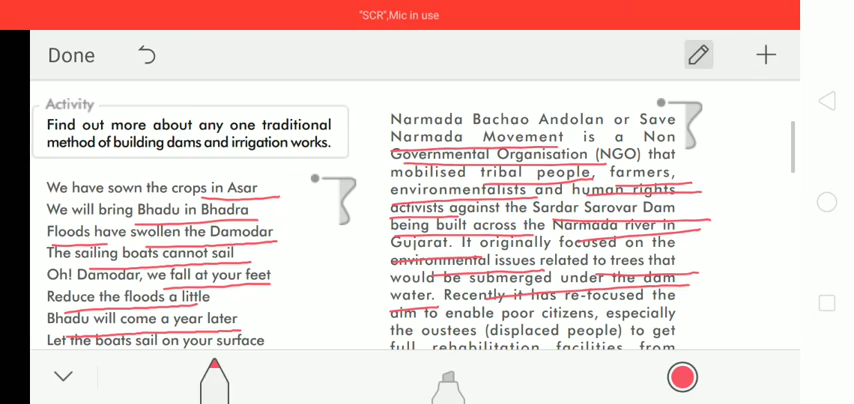 "SCR",Mic in use
Done
Activity
Find out more about any one traditional
method of building dams and irrigation works.
We have sown the crops in Asar
We will bring Bhadu in Bhadra
Floods have swollen the Damodar
The sailing boats cannot sail
Oh! Damodar, we fall at your feet
Reduce the floods a little
Bhadu will come a year later
Let the boats sail on your surface
Narmada Bachao Andolan or Save
Narmada Movement is a Non
Governmental Organisation (NGO) that
mobilised tribal people, farmers,
environmentalists and human rights
activists against the Sardar Sarovar Dam
being built across the Narmada river in
Gujarat. It originally focused on the
environmental issues related to trees that
would be submerged under the dam
water. Recently it has re-focused the
aim to enable poor citizens, especially
the oustees (displaced people) to get
full rehabilitation facilities from